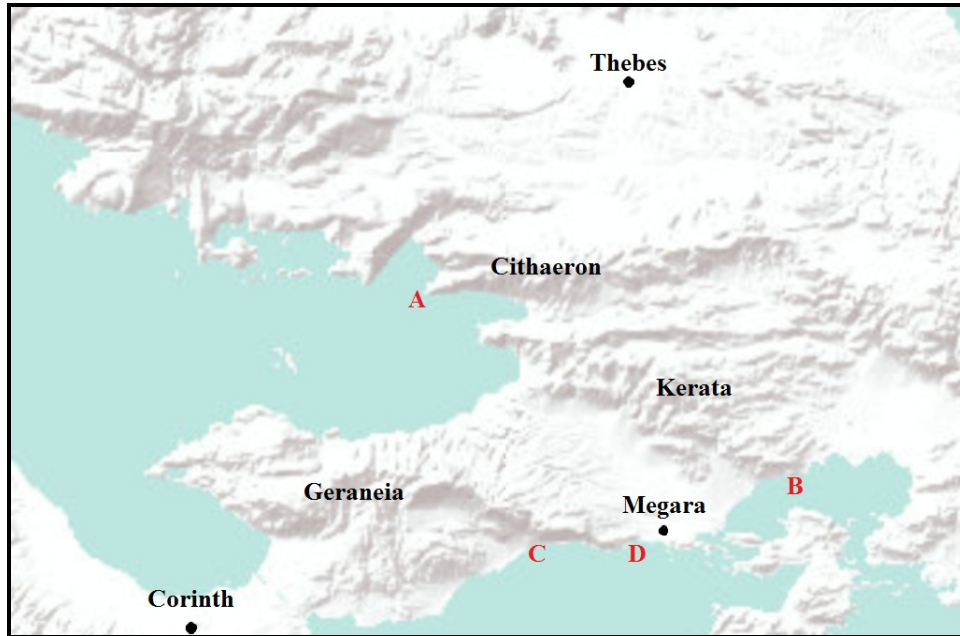 Thebes
Cithaeron
A
Kerata
B
Geraneia
Megara
C
D
Corinth